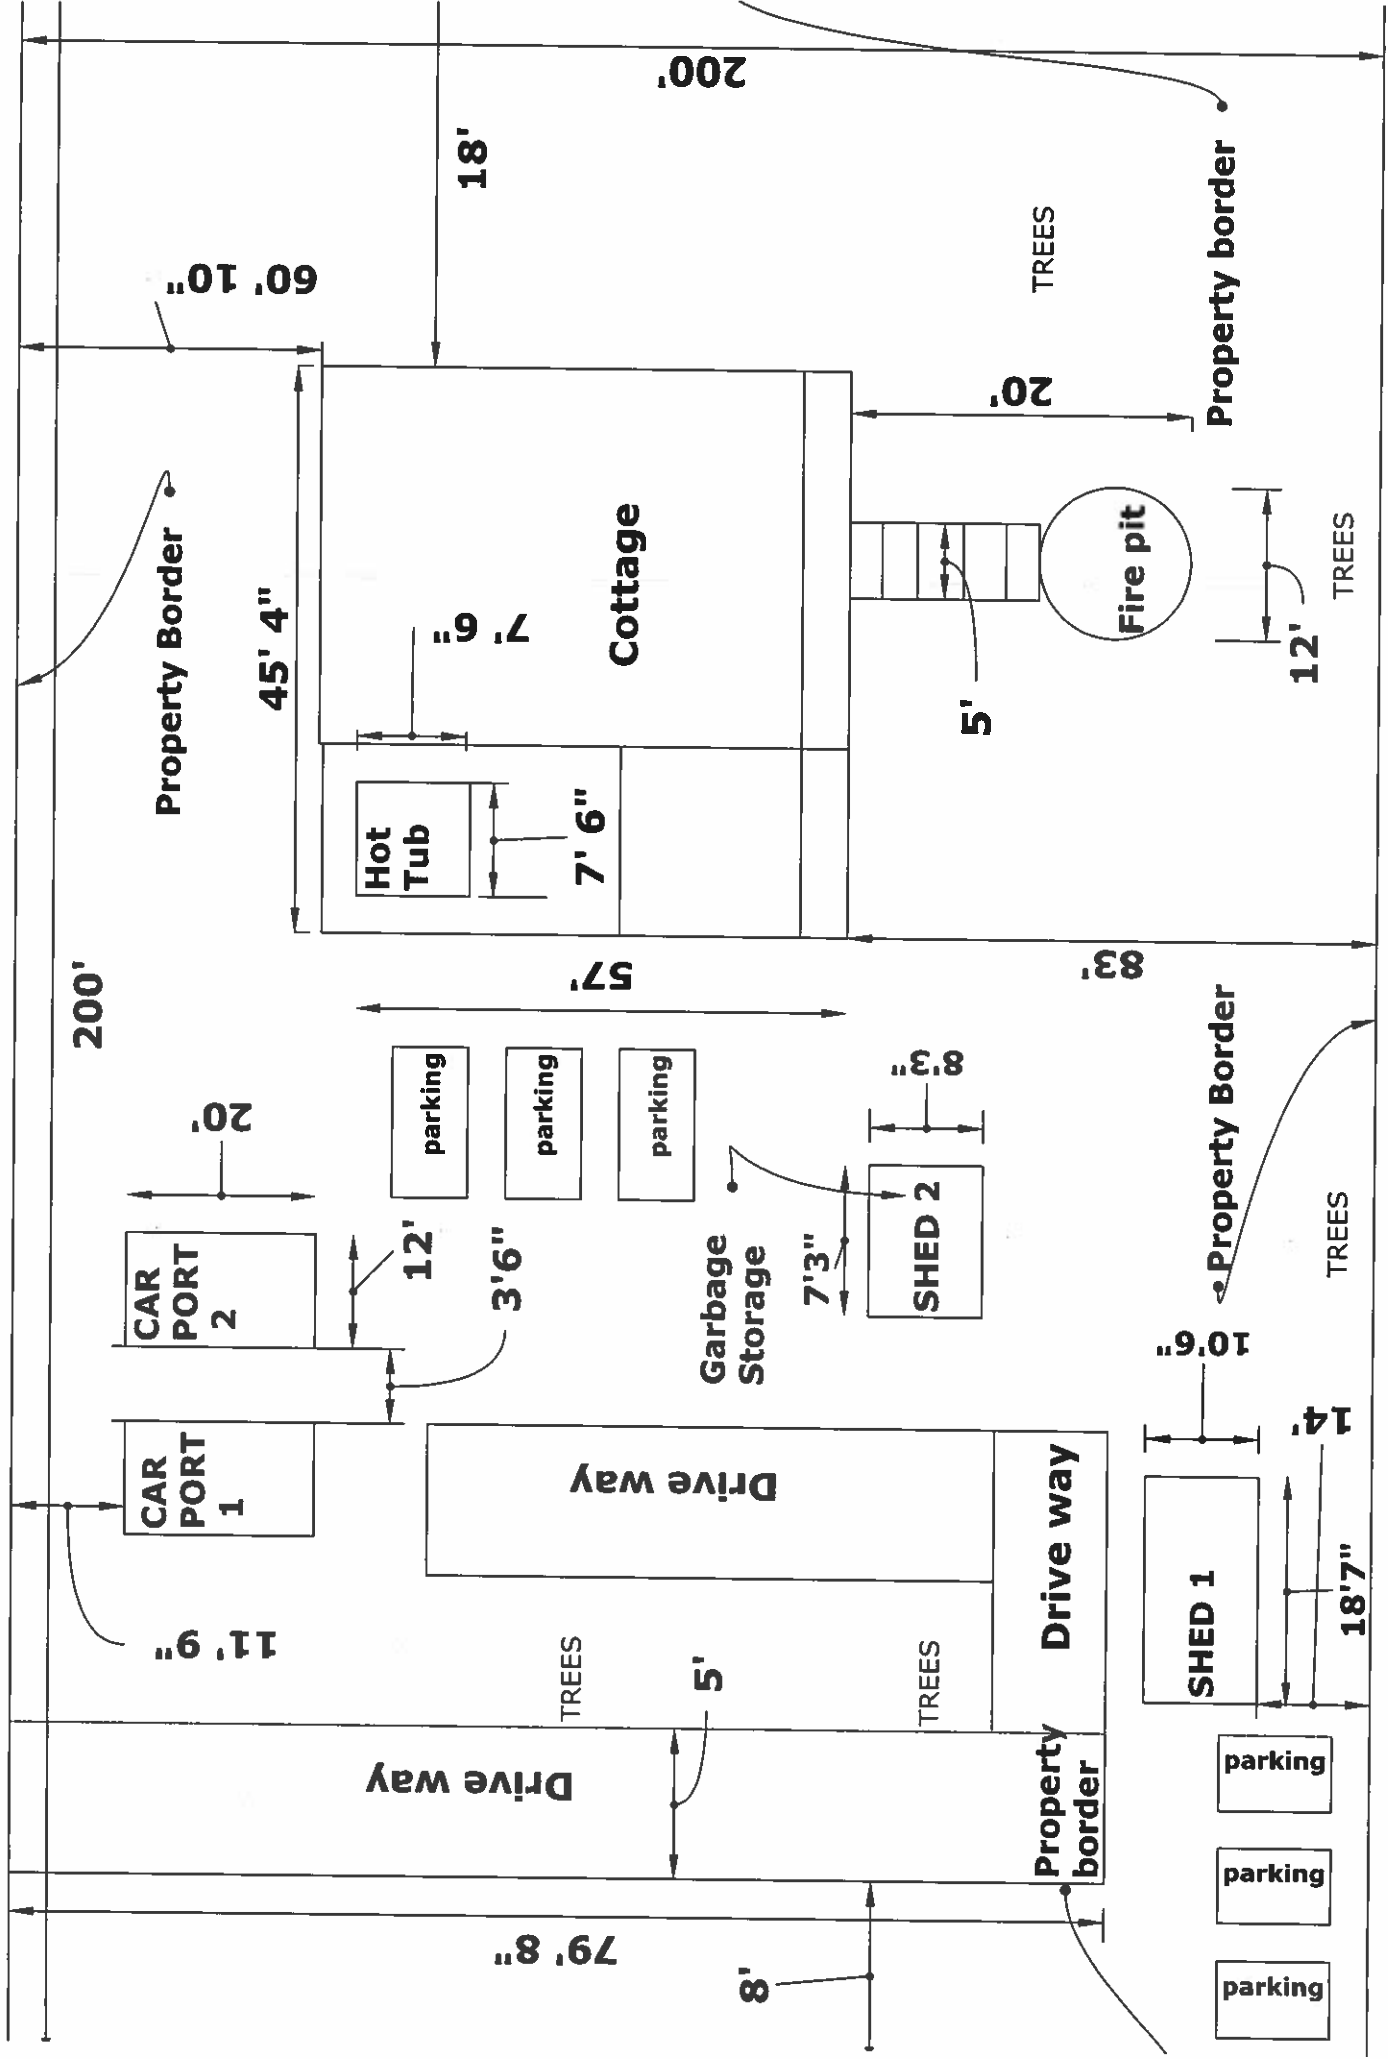 200'
18'
60' 10"
TREES
Property border
20'
Property Border
45' 4"
7' 6"
Cottage
Fire pit
TREES
12'
5'
Hot
Tub
7' 6"
200'
57'
83'
20'
parking
parking
parking
8'3"
Property Border
CAR
PORT
2
12'
3'6"
Garbage
Storage
7'3"
SHED 2
TREES
10'6"
14'
CAR
PORT
1
Drive way
Drive way
11' 9"
TREES
TREES
5'
SHED 1
18'7"
Drive way
Property
border
parking
parking
parking
79' 8"
8'